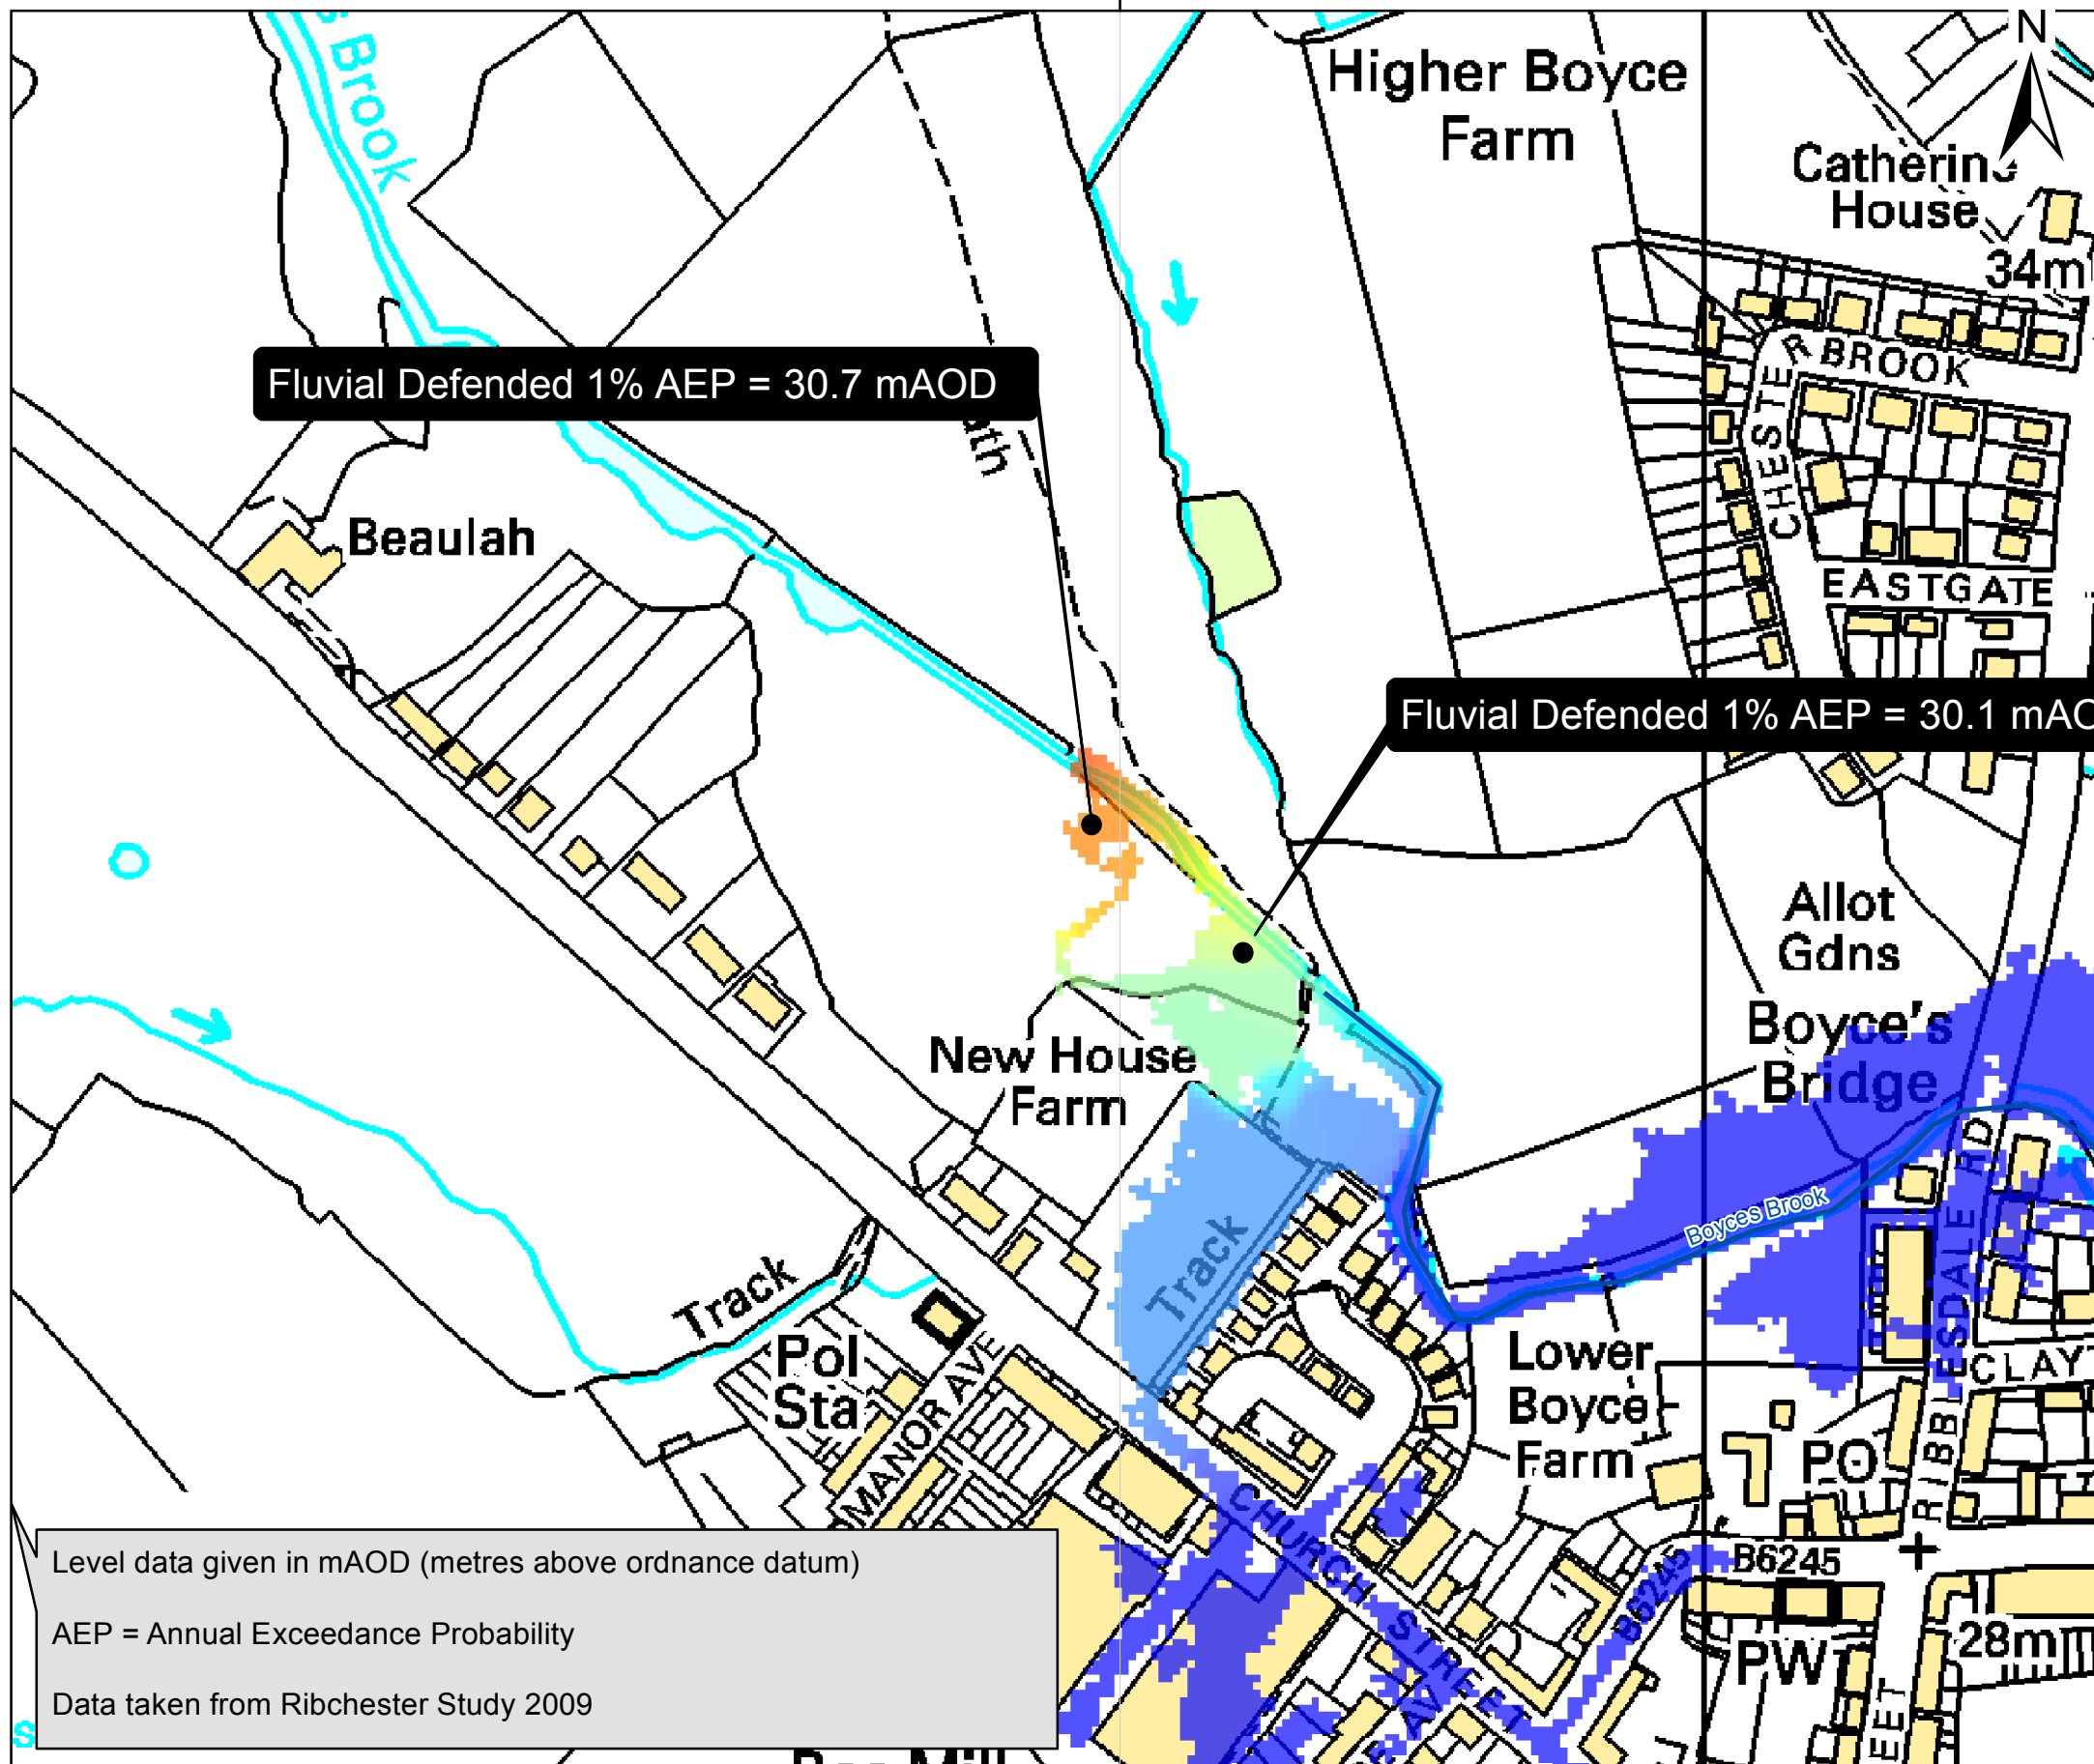 N
Brook
Higher Boyce
Farm
Catherine
House
34m
BROOK
CHESTER
Fluvial Defended 1% AEP = 30.7 mAOD
Beaulah
EASTGATE
Fluvial Defended 1% AEP = 30.1 mAO
Allot
Gdns
Boyce's
Bridge
New House
Farm
Boyces Brook
Track
Track
Pol
Sta
MANOR AVE
Lower
Boyce
Farm
CLAY
RIBBLESDALE RD
PO
CHURCH STREET
B6245
B6245
PW
28m
EET
AV
Level data given in mAOD (metres above ordnance datum)
AEP = Annual Exceedance Probability
Data taken from Ribchester Study 2009